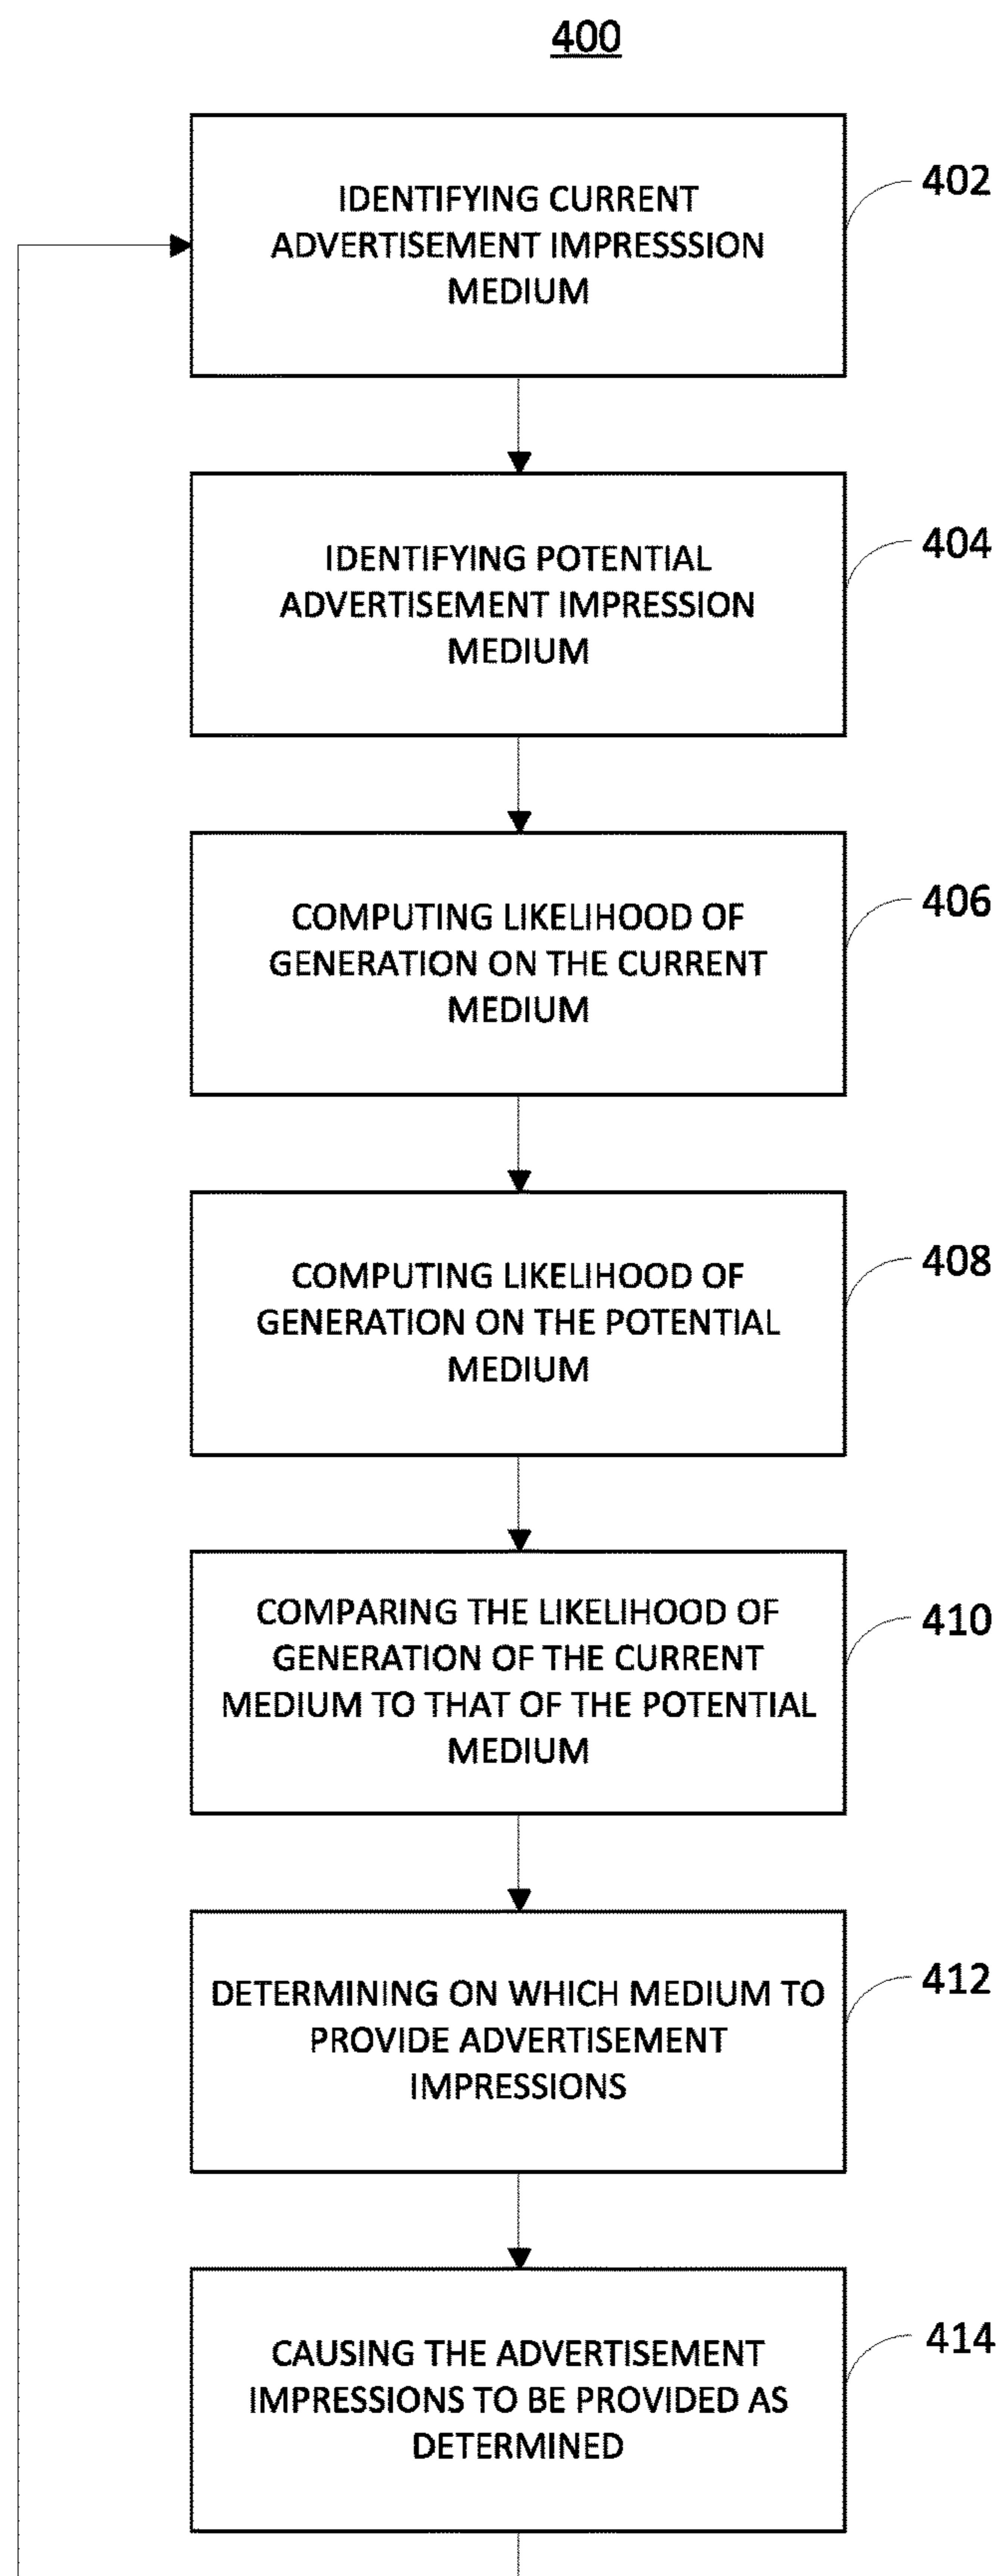 400
IDENTIFYING CURRENT
ADVERTISEMENT IMPRESSSION
MEDIUM
402
IDENTIFYING POTENTIAL
ADVERTISEMENT IMPRESSION
MEDIUM
404
COMPUTING LIKELIHOOD OF
GENERATION ON THE CURRENT
MEDIUM
406
COMPUTING LIKELIHOOD OF
GENERATION ON THE POTENTIAL
MEDIUM
408
COMPARING THE LIKELIHOOD OF
GENERATION OF THE CURRENT
MEDIUM TO THAT OF THE POTENTIAL
MEDIUM
410
DETERMINING ON WHICH MEDIUM TO
PROVIDE ADVERTISEMENT
IMPRESSIONS
412
CAUSING THE ADVERTISEMENT
IMPRESSIONS TO BE PROVIDED AS
DETERMINED
414